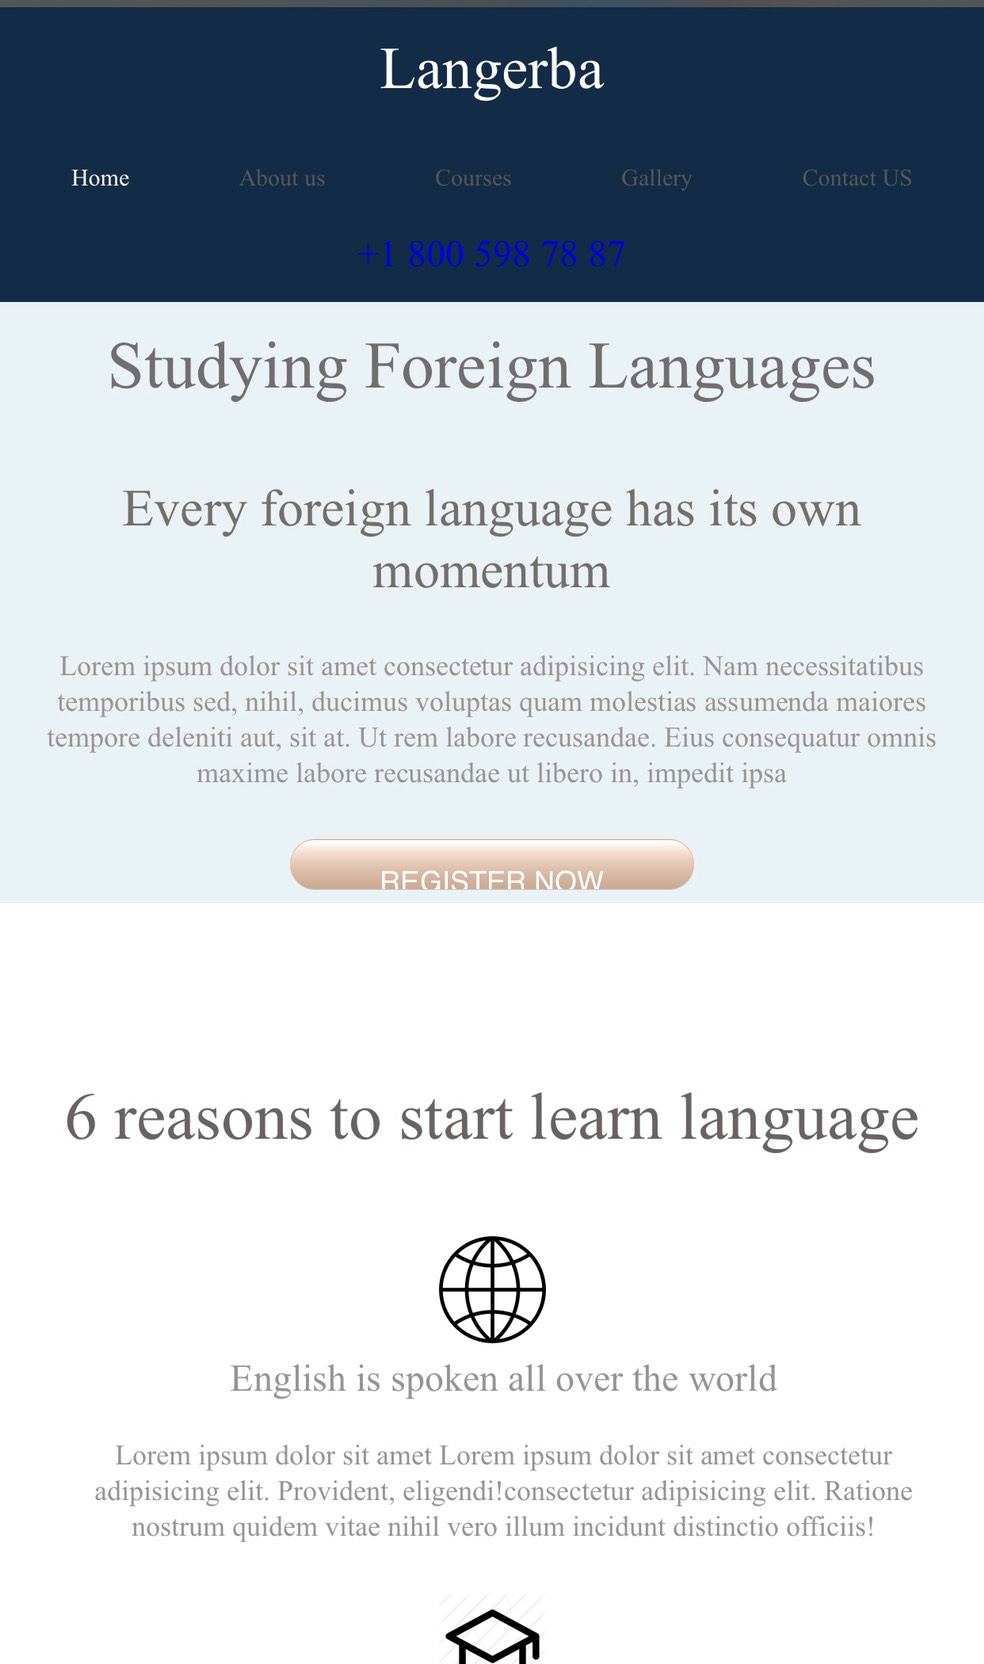 Langerba
Home About us Courses Gallery Contact US
+1 800 598 78 87
Studying Foreign Languages
Every foreign language has its own
momentum
Lorem ipsum dolor sit amet consectetur adipisicing elit. Nam necessitatibus
temporibus sed, nihil, ducimus voluptas quam molestias assumenda maiores
tempore deleniti aut, sit at. Ut rem labore recusandae. Eius consequatur omnis
maxime labore recusandae ut libero in, impedit ipsa
REGISTER NOW
6 reasons to start learn language
English is spoken all over the world
Lorem ipsum dolor sit amet Lorem ipsum dolor sit amet consectetur
adipisicing elit. Provident, eligendi!consectetur adipisicing elit. Ratione
nostrum quidem vitae nihil vero illum incidunt distinctio officiis!